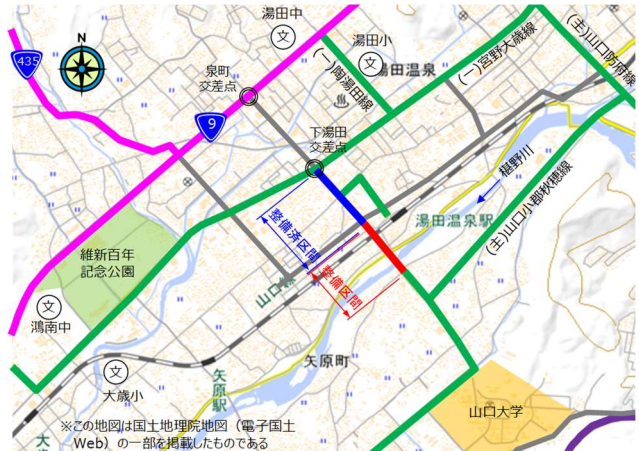 435
N
湯田中
文
湯田小
文
湯田温泉
(一)陶湯田線
(一)宮野大歳線
(主)山口防府線
泉町
交差点
9
下湯田
交差点
椹野川
整備済区間
湯田温泉駅
(主)山口小郡秋穂線
維新百年
記念公園
山口線
整備区間
文
鴻南中
文
大歳小
矢原町
矢原駅
山口大学
※この地図は国土地理院地図（電子国土
Web）の一部を掲載したものである
大歳